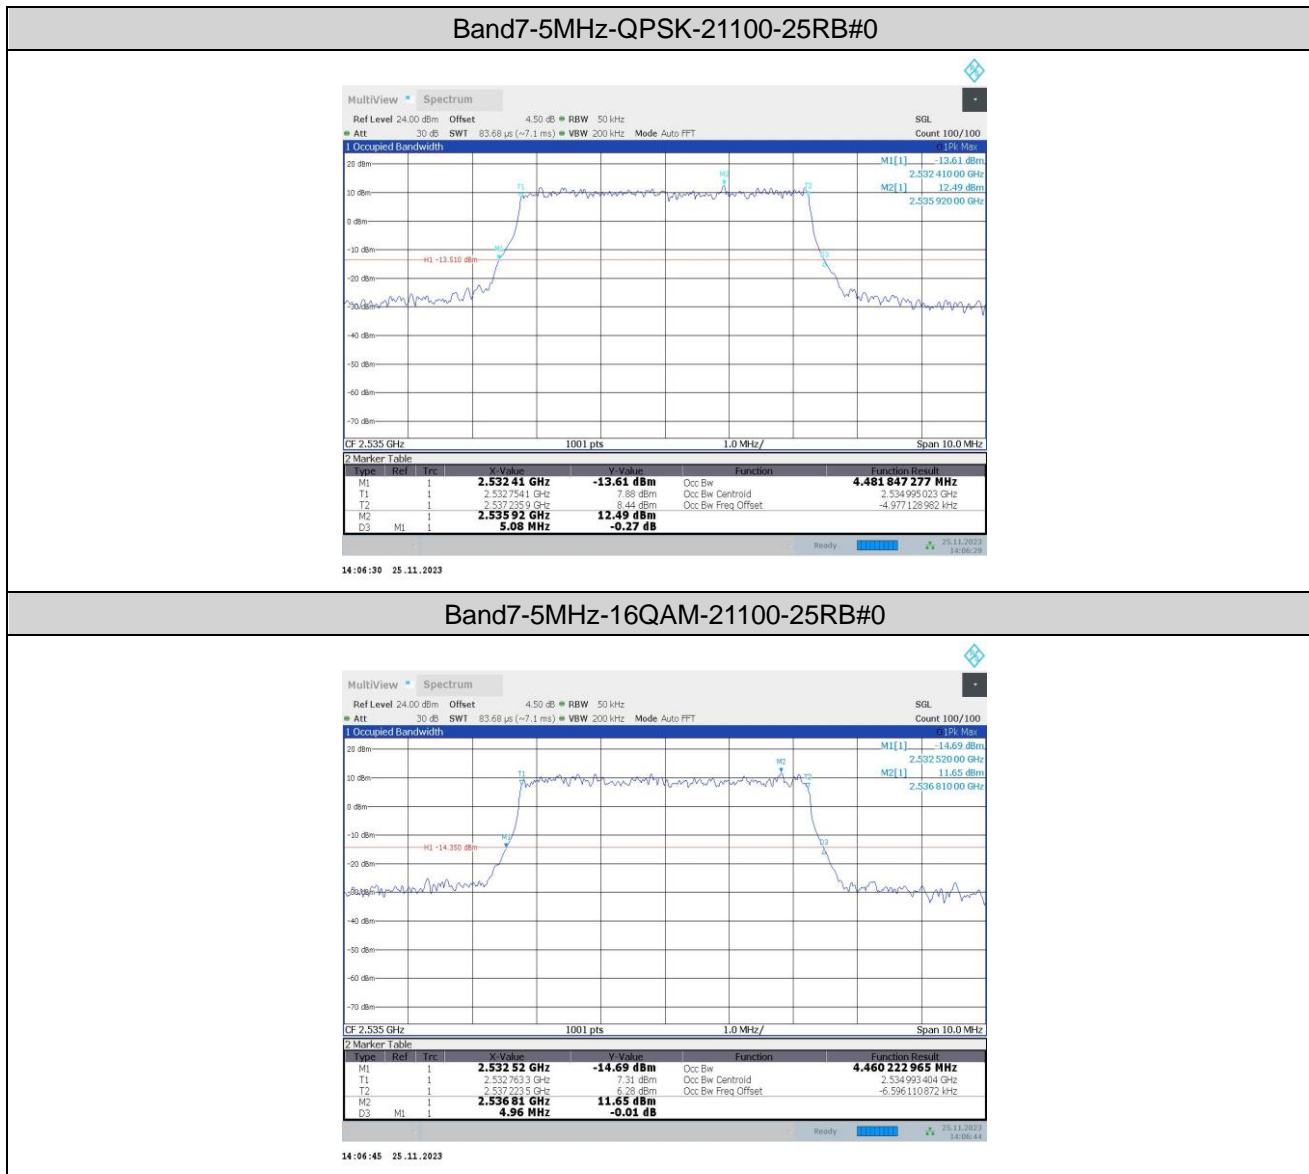 Band7-5MHz-QPSK-21100-25RB#0
MultiView Spectrum
Ref Level 24.00 dBm Offset 4.50 dB RBW 50 kHz SGL
Att 30 dB SWT 83.68 µs (~7.1 ms) VBW 200 kHz Mode Auto FFT Count 100/100
1 Occupied Bandwidth 1Pk Max
M1[1] -13.61 dBm
2.532 410 00 GHz
M2[1] 12.49 dBm
2.535 920 00 GHz
20 dBm
M2
T1 T2
10 dBm
0 dBm
-10 dBm
M1 D3
H1 -13.510 dBm
-20 dBm
-30 dBm
-40 dBm
-50 dBm
-60 dBm
-70 dBm
CF 2.535 GHz 1001 pts 1.0 MHz/ Span 10.0 MHz
2 Marker Table
Type Ref Trc X-Value Y-Value Function Function Result
M1 1 2.532 41 GHz -13.61 dBm Occ Bw 4.481 847 277 MHz
T1 1 2.532 754 1 GHz 7.88 dBm Occ Bw Centroid 2.534 995 023 GHz
T2 1 2.537 235 9 GHz 8.44 dBm Occ Bw Freq Offset -4.977 128 982 kHz
M2 1 2.535 92 GHz 12.49 dBm
D3 M1 1 5.08 MHz -0.27 dB
Ready 25.11.2023
14:06:29
14:06:30 25.11.2023
Band7-5MHz-16QAM-21100-25RB#0
MultiView Spectrum
Ref Level 24.00 dBm Offset 4.50 dB RBW 50 kHz SGL
Att 30 dB SWT 83.68 µs (~7.1 ms) VBW 200 kHz Mode Auto FFT Count 100/100
1 Occupied Bandwidth 1Pk Max
M1[1] -14.69 dBm
2.532 520 00 GHz
M2[1] 11.65 dBm
2.536 810 00 GHz
20 dBm
M2
T1 T2
10 dBm
0 dBm
-10 dBm
M1 D3
H1 -14.350 dBm
-20 dBm
-30 dBm
-40 dBm
-50 dBm
-60 dBm
-70 dBm
CF 2.535 GHz 1001 pts 1.0 MHz/ Span 10.0 MHz
2 Marker Table
Type Ref Trc X-Value Y-Value Function Function Result
M1 1 2.532 52 GHz -14.69 dBm Occ Bw 4.460 222 965 MHz
T1 1 2.532 763 3 GHz 7.31 dBm Occ Bw Centroid 2.534 993 404 GHz
T2 1 2.537 223 5 GHz 6.28 dBm Occ Bw Freq Offset -6.596 110 872 kHz
M2 1 2.536 81 GHz 11.65 dBm
D3 M1 1 4.96 MHz -0.01 dB
Ready 25.11.2023
14:06:44
14:06:45 25.11.2023